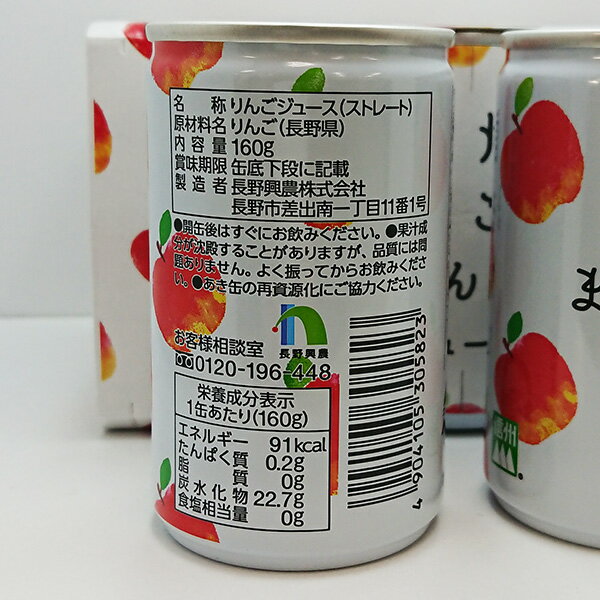 名　称 りんごジュース(ストレート)
原材料名 りんご(長野県)
内容量 160g
賞味期限 缶底下段に記載
製造者 長野興農株式会社
長野市差出南一丁目11番1号
●開缶後はすぐにお飲みください。●果汁成
分が沈殿することがありますが、品質には問
題ありません。よく振ってからお飲みくださ
い。●あき缶の再資源化にご協力ください。
長野興農
お客様相談室
0120-196-448
栄養成分表示
1缶あたり(160g)
エネルギー 91kcal
たんぱく質 0.2g
脂質 0g
炭水化物 22.7g
食塩相当量 0g
4 904105 305823
ま
信州